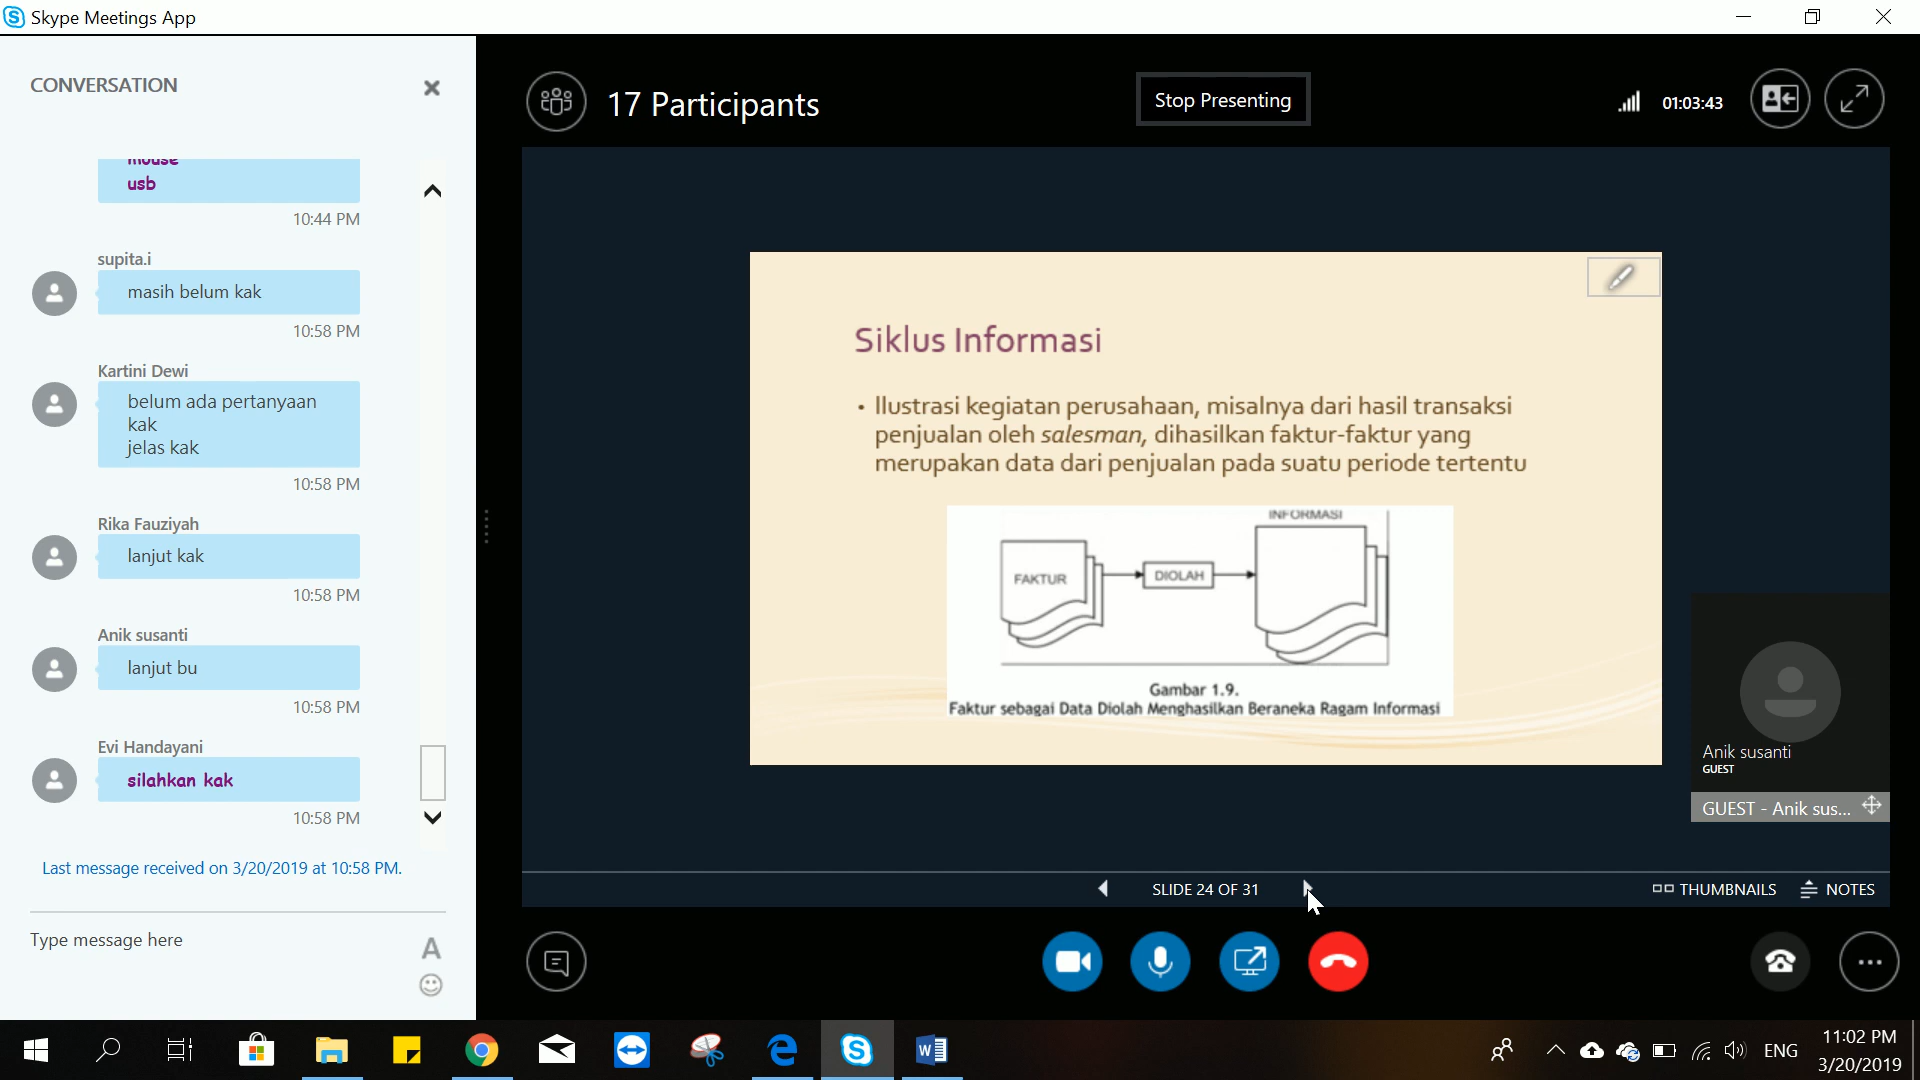 Skype Meetings App
CONVERSATION
mouse
usb
10:44 PM
supita.i
masih belum kak
10:58 PM
Kartini Dewi
belum ada pertanyaan
kak
jelas kak
10:58 PM
Rika Fauziyah
lanjut kak
10:58 PM
Anik susanti
lanjut bu
10:58 PM
Evi Handayani
silahkan kak
10:58 PM
Last message received on 3/20/2019 at 10:58 PM.
Type message here
A
17 Participants
Stop Presenting
01:03:43
Siklus Informasi
• Ilustrasi kegiatan perusahaan, misalnya dari hasil transaksi
penjualan oleh salesman, dihasilkan faktur-faktur yang
merupakan data dari penjualan pada suatu periode tertentu
INFORMASI
FAKTUR
DIOLAH
Gambar 1.9.
Faktur sebagai Data Diolah Menghasilkan Beraneka Ragam Informasi
Anik susanti
GUEST
GUEST - Anik sus...
SLIDE 24 OF 31
THUMBNAILS
NOTES
ENG
11:02 PM
3/20/2019